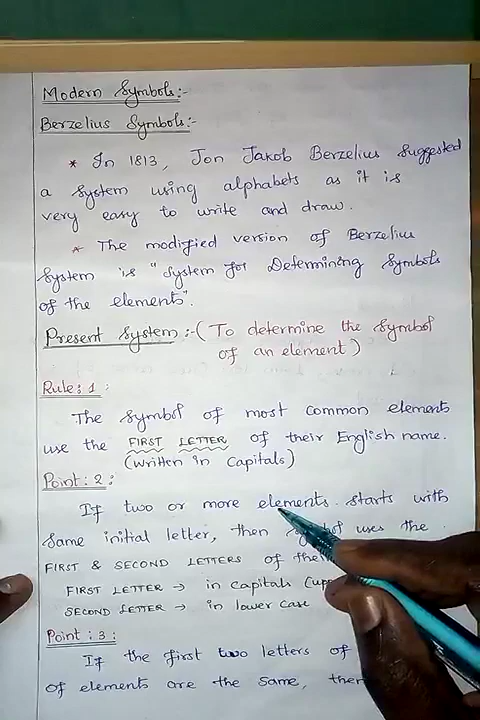 Modern Symbols:-
Berzelius Symbols:-
* In 1813, Jon Jakob Berzelius suggested
a system using alphabets as it is
very easy to write and draw.
* The modified version of Berzelius
system is "System for Determining Symbols
of the elements".
Present System:- (To determine the symbol
of an element)
Rule: 1:
The symbol of most common elements
use the FIRST LETTER of their English name.
(Written in Capitals)
Point: 2:
If two or more elements starts with
same initial letter, then symbol uses the
FIRST & SECOND LETTERS of
FIRST LETTER → in capitals
SECOND LETTER → in lower case
Point: 3:
If the first two letters of
of elements are the same,